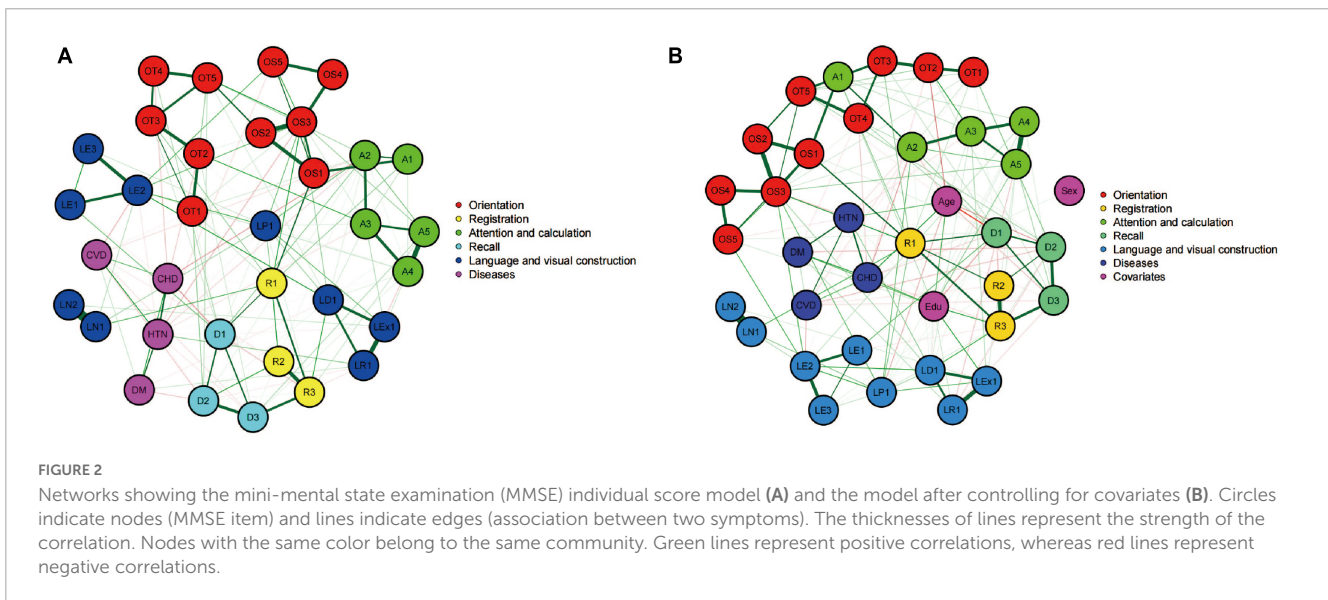 A
OT4
OT5
OS5
OS4
OT3
OS2
OS3
OT2
OS1
A2
A1
LE3
LE2
LE1
OT1
LP1
A3
A5
A4
CVD
CHD
R1
LD1
LN2
LN1
HTN
D1
LEx1
R2
LR1
DM
D2
R3
D3
Orientation
Registration
Attention and calculation
Recall
Language and visual construction
Diseases
B
OT3
OT2
OT1
A1
OT5
OT4
OS2
OS1
A2
A3
A4
A5
OS4
OS3
Age
Sex
OS5
HTN
R1
D1
D2
DM
CHD
R2
D3
CVD
Edu
R3
LN2
LN1
LE1
LE2
LD1
LEx1
LP1
LE3
LR1
Orientation
Registration
Attention and calculation
Recall
Language and visual construction
Diseases
Covariates
FIGURE 2
Networks showing the mini-mental state examination (MMSE) individual score model (A) and the model after controlling for covariates (B). Circles
indicate nodes (MMSE item) and lines indicate edges (association between two symptoms). The thicknesses of lines represent the strength of the
correlation. Nodes with the same color belong to the same community. Green lines represent positive correlations, whereas red lines represent
negative correlations.